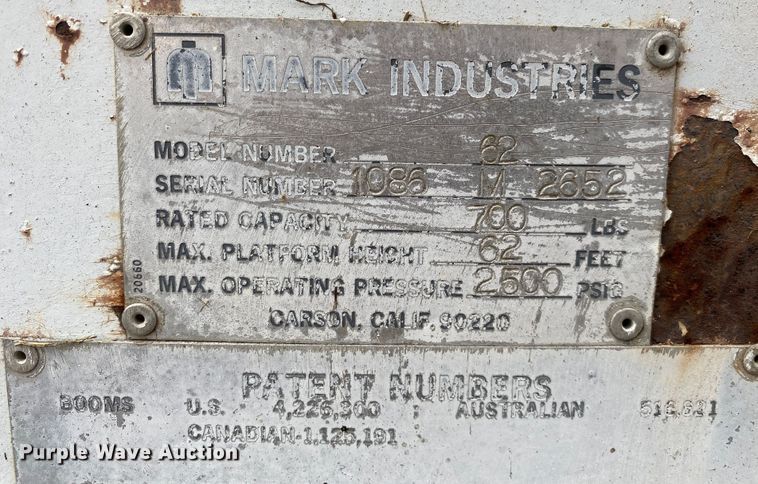 MARK INDUSTRIES
MODEL NUMBER 62
SERIAL NUMBER 1086 M 2652
RATED CAPACITY 700 LBS
MAX. PLATFORM HEIGHT 62 FEET
MAX. OPERATING PRESSURE 2500 PSIG
CARSON, CALIF. 90220
20660
PATENT NUMBERS
BOOMS U.S. 4,226,300 ; AUSTRALIAN
CANADIAN 1,125,191
Purple Wave Auction